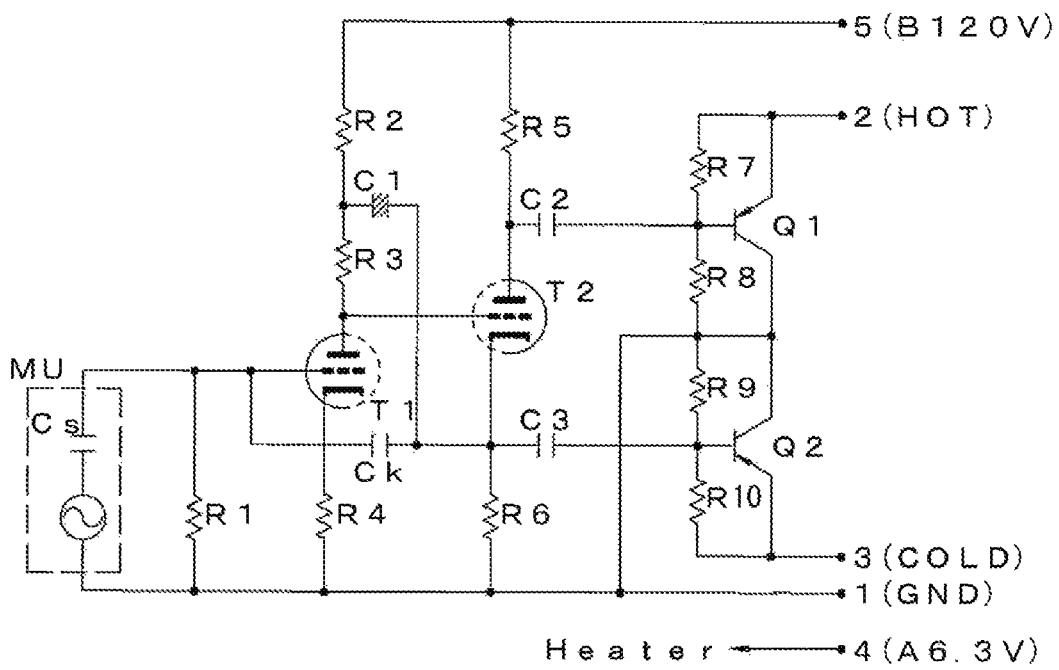 5 (B120V)
R2
R5
2 (HOT)
R7
C1
C2
Q1
R3
R8
T2
MU
R9
Cs
T1
C3
Q2
Ck
R10
R1
R4
R6
3 (COLD)
1 (GND)
Heater
4 (A6.3V)